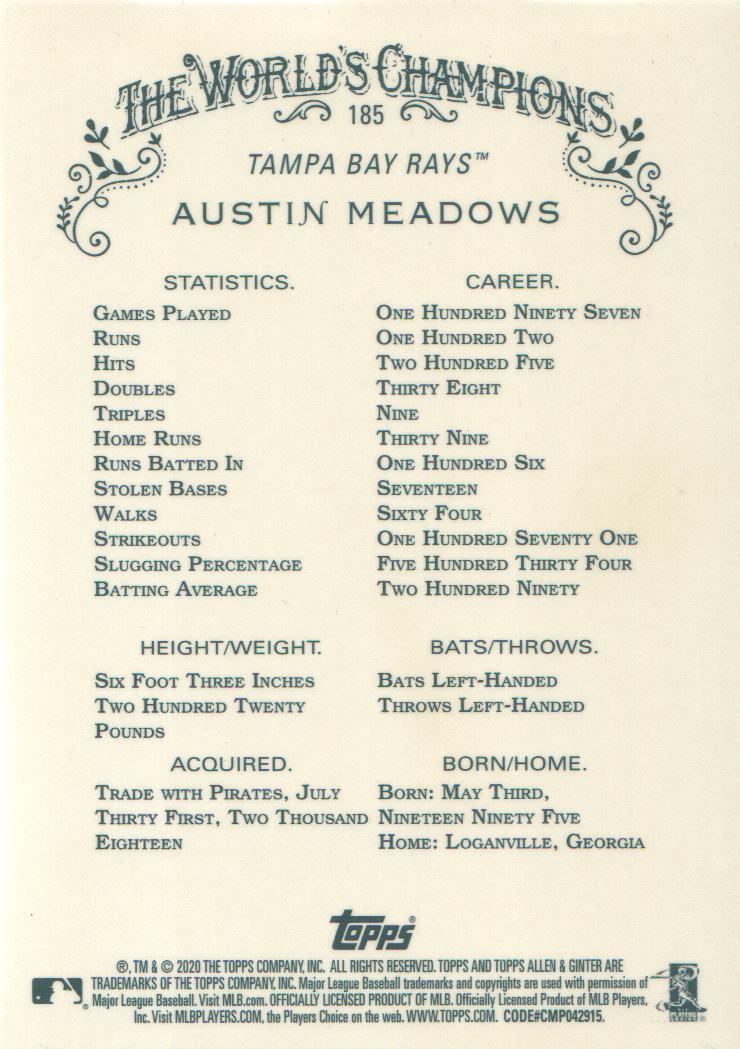 THE WORLD'S CHAMPIONS
185
TAMPA BAY RAYS™
AUSTIN MEADOWS
STATISTICS. CAREER.
GAMES PLAYED ONE HUNDRED NINETY SEVEN
RUNS ONE HUNDRED TWO
HITS TWO HUNDRED FIVE
DOUBLES THIRTY EIGHT
TRIPLES NINE
HOME RUNS THIRTY NINE
RUNS BATTED IN ONE HUNDRED SIX
STOLEN BASES SEVENTEEN
WALKS SIXTY FOUR
STRIKEOUTS ONE HUNDRED SEVENTY ONE
SLUGGING PERCENTAGE FIVE HUNDRED THIRTY FOUR
BATTING AVERAGE TWO HUNDRED NINETY
HEIGHT/WEIGHT. BATS/THROWS.
SIX FOOT THREE INCHES BATS LEFT-HANDED
TWO HUNDRED TWENTY THROWS LEFT-HANDED
POUNDS
ACQUIRED. BORN/HOME.
TRADE WITH PIRATES, JULY BORN: MAY THIRD,
THIRTY FIRST, TWO THOUSAND NINETEEN NINETY FIVE
EIGHTEEN HOME: LOGANVILLE, GEORGIA
TOPPS®
®, TM & © 2020 THE TOPPS COMPANY, INC. ALL RIGHTS RESERVED. TOPPS AND TOPPS ALLEN & GINTER ARE
TRADEMARKS OF THE TOPPS COMPANY, INC. Major League Baseball trademarks and copyrights are used with permission of
Major League Baseball. Visit MLB.com. OFFICIALLY LICENSED PRODUCT OF MLB. Officially Licensed Product of MLB Players,
Inc. Visit MLBPLAYERS.COM, the Players Choice on the web. WWW.TOPPS.COM. CODE#CMP042915.